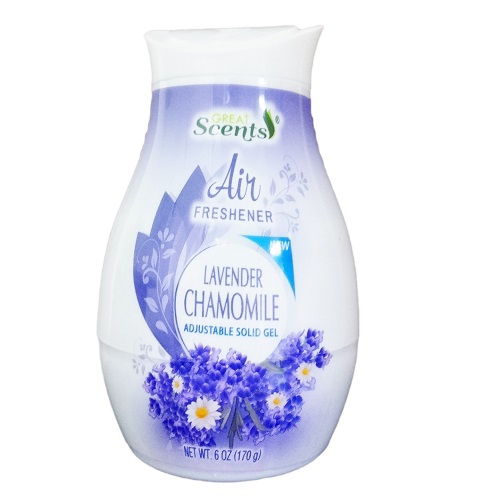 GREAT
Scents®
Air
FRESHENER
NEW
LAVENDER
CHAMOMILE
ADJUSTABLE SOLID GEL
NET WT. 6 OZ (170 g)